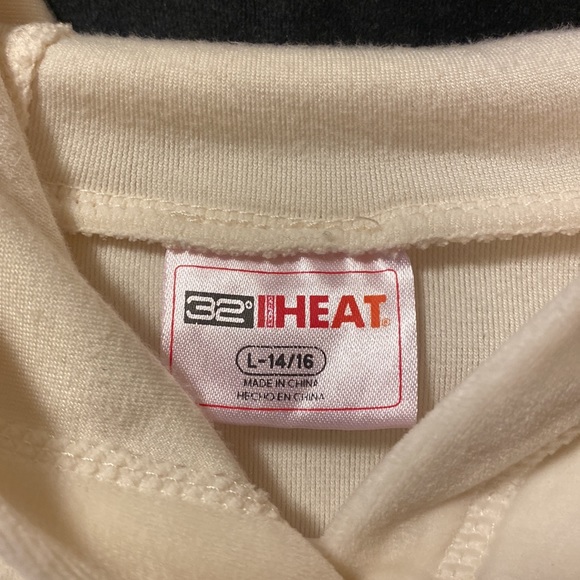 32° HEAT
L-14/16
MADE IN CHINA
HECHO EN CHINA